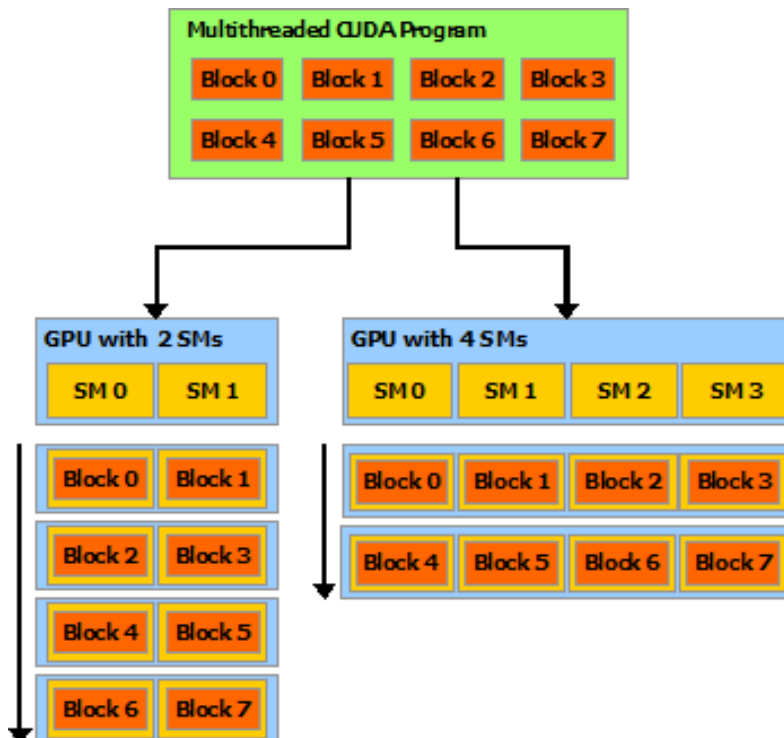 Multithreaded CUDA Program
Block 0 Block 1 Block 2 Block 3
Block 4 Block 5 Block 6 Block 7
GPU with 2 SMs
SM 0 SM 1
Block 0 Block 1
Block 2 Block 3
Block 4 Block 5
Block 6 Block 7
GPU with 4 SMs
SM 0 SM 1 SM 2 SM 3
Block 0 Block 1 Block 2 Block 3
Block 4 Block 5 Block 6 Block 7